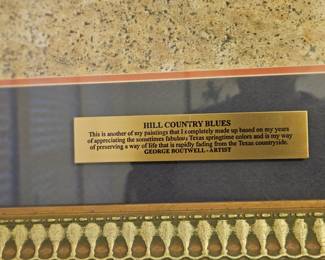 HILL COUNTRY BLUES
This is another of my paintings that I completely made up based on my years
of appreciating the sometimes fabulous Texas springtime colors and is my way
of preserving a way of life that is rapidly fading from the Texas countryside.
GEORGE BOUTWELL - ARTIST